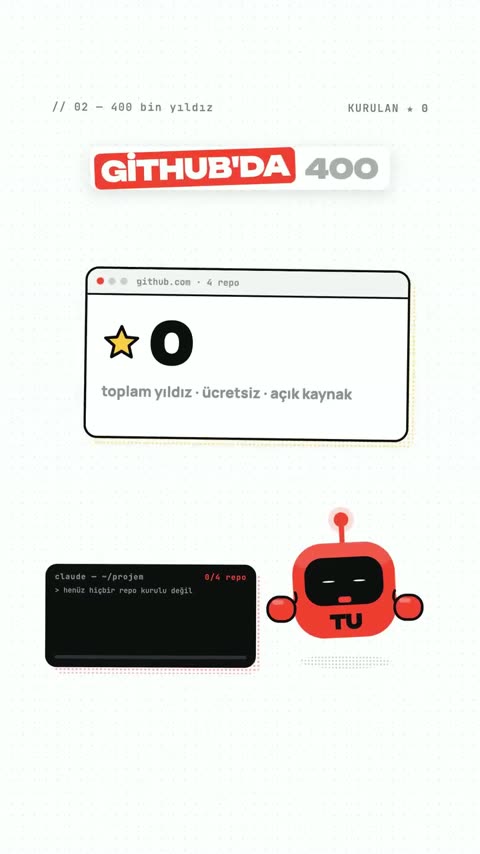 // 02 — 400 bin yıldız
KURULAN ★ 0
GİTHUB'DA 400
github.com · 4 repo
0
toplam yıldız · ücretsiz · açık kaynak
claude — ~/projem
0/4 repo
> henüz hiçbir repo kurulu değil
TU